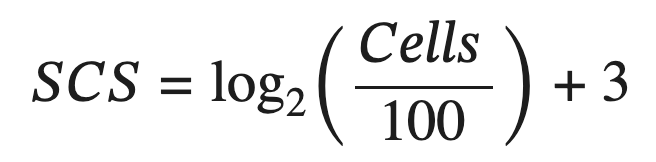 SCS = log₂(Cells/100) + 3